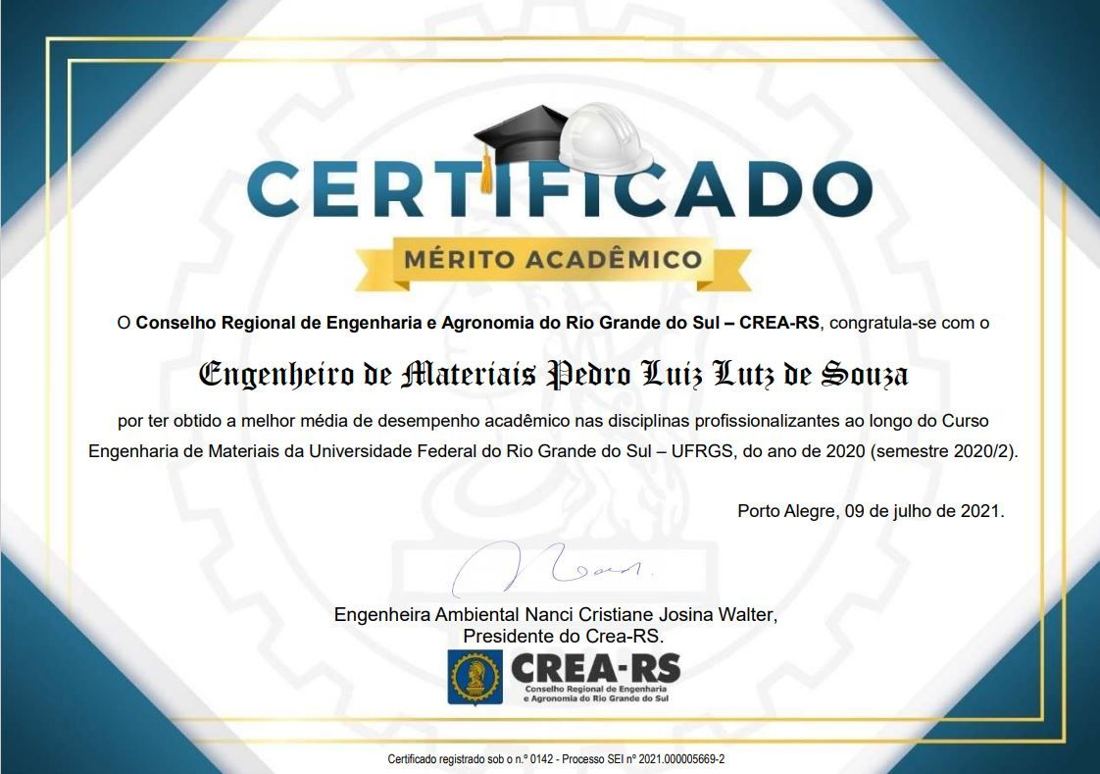 CERTIFICADO
MÉRITO ACADÊMICO
O Conselho Regional de Engenharia e Agronomia do Rio Grande do Sul – CREA-RS, congratula-se com o
Engenheiro de Materiais Pedro Luiz Lutz de Souza
por ter obtido a melhor média de desempenho acadêmico nas disciplinas profissionalizantes ao longo do Curso
Engenharia de Materiais da Universidade Federal do Rio Grande do Sul – UFRGS, do ano de 2020 (semestre 2020/2).
Porto Alegre, 09 de julho de 2021.
Engenheira Ambiental Nanci Cristiane Josina Walter,
Presidente do Crea-RS.
CREA-RS
Conselho Regional de Engenharia
e Agronomia do Rio Grande do Sul
Certificado registrado sob o n.º 0142 - Processo SEI nº 2021.000005669-2